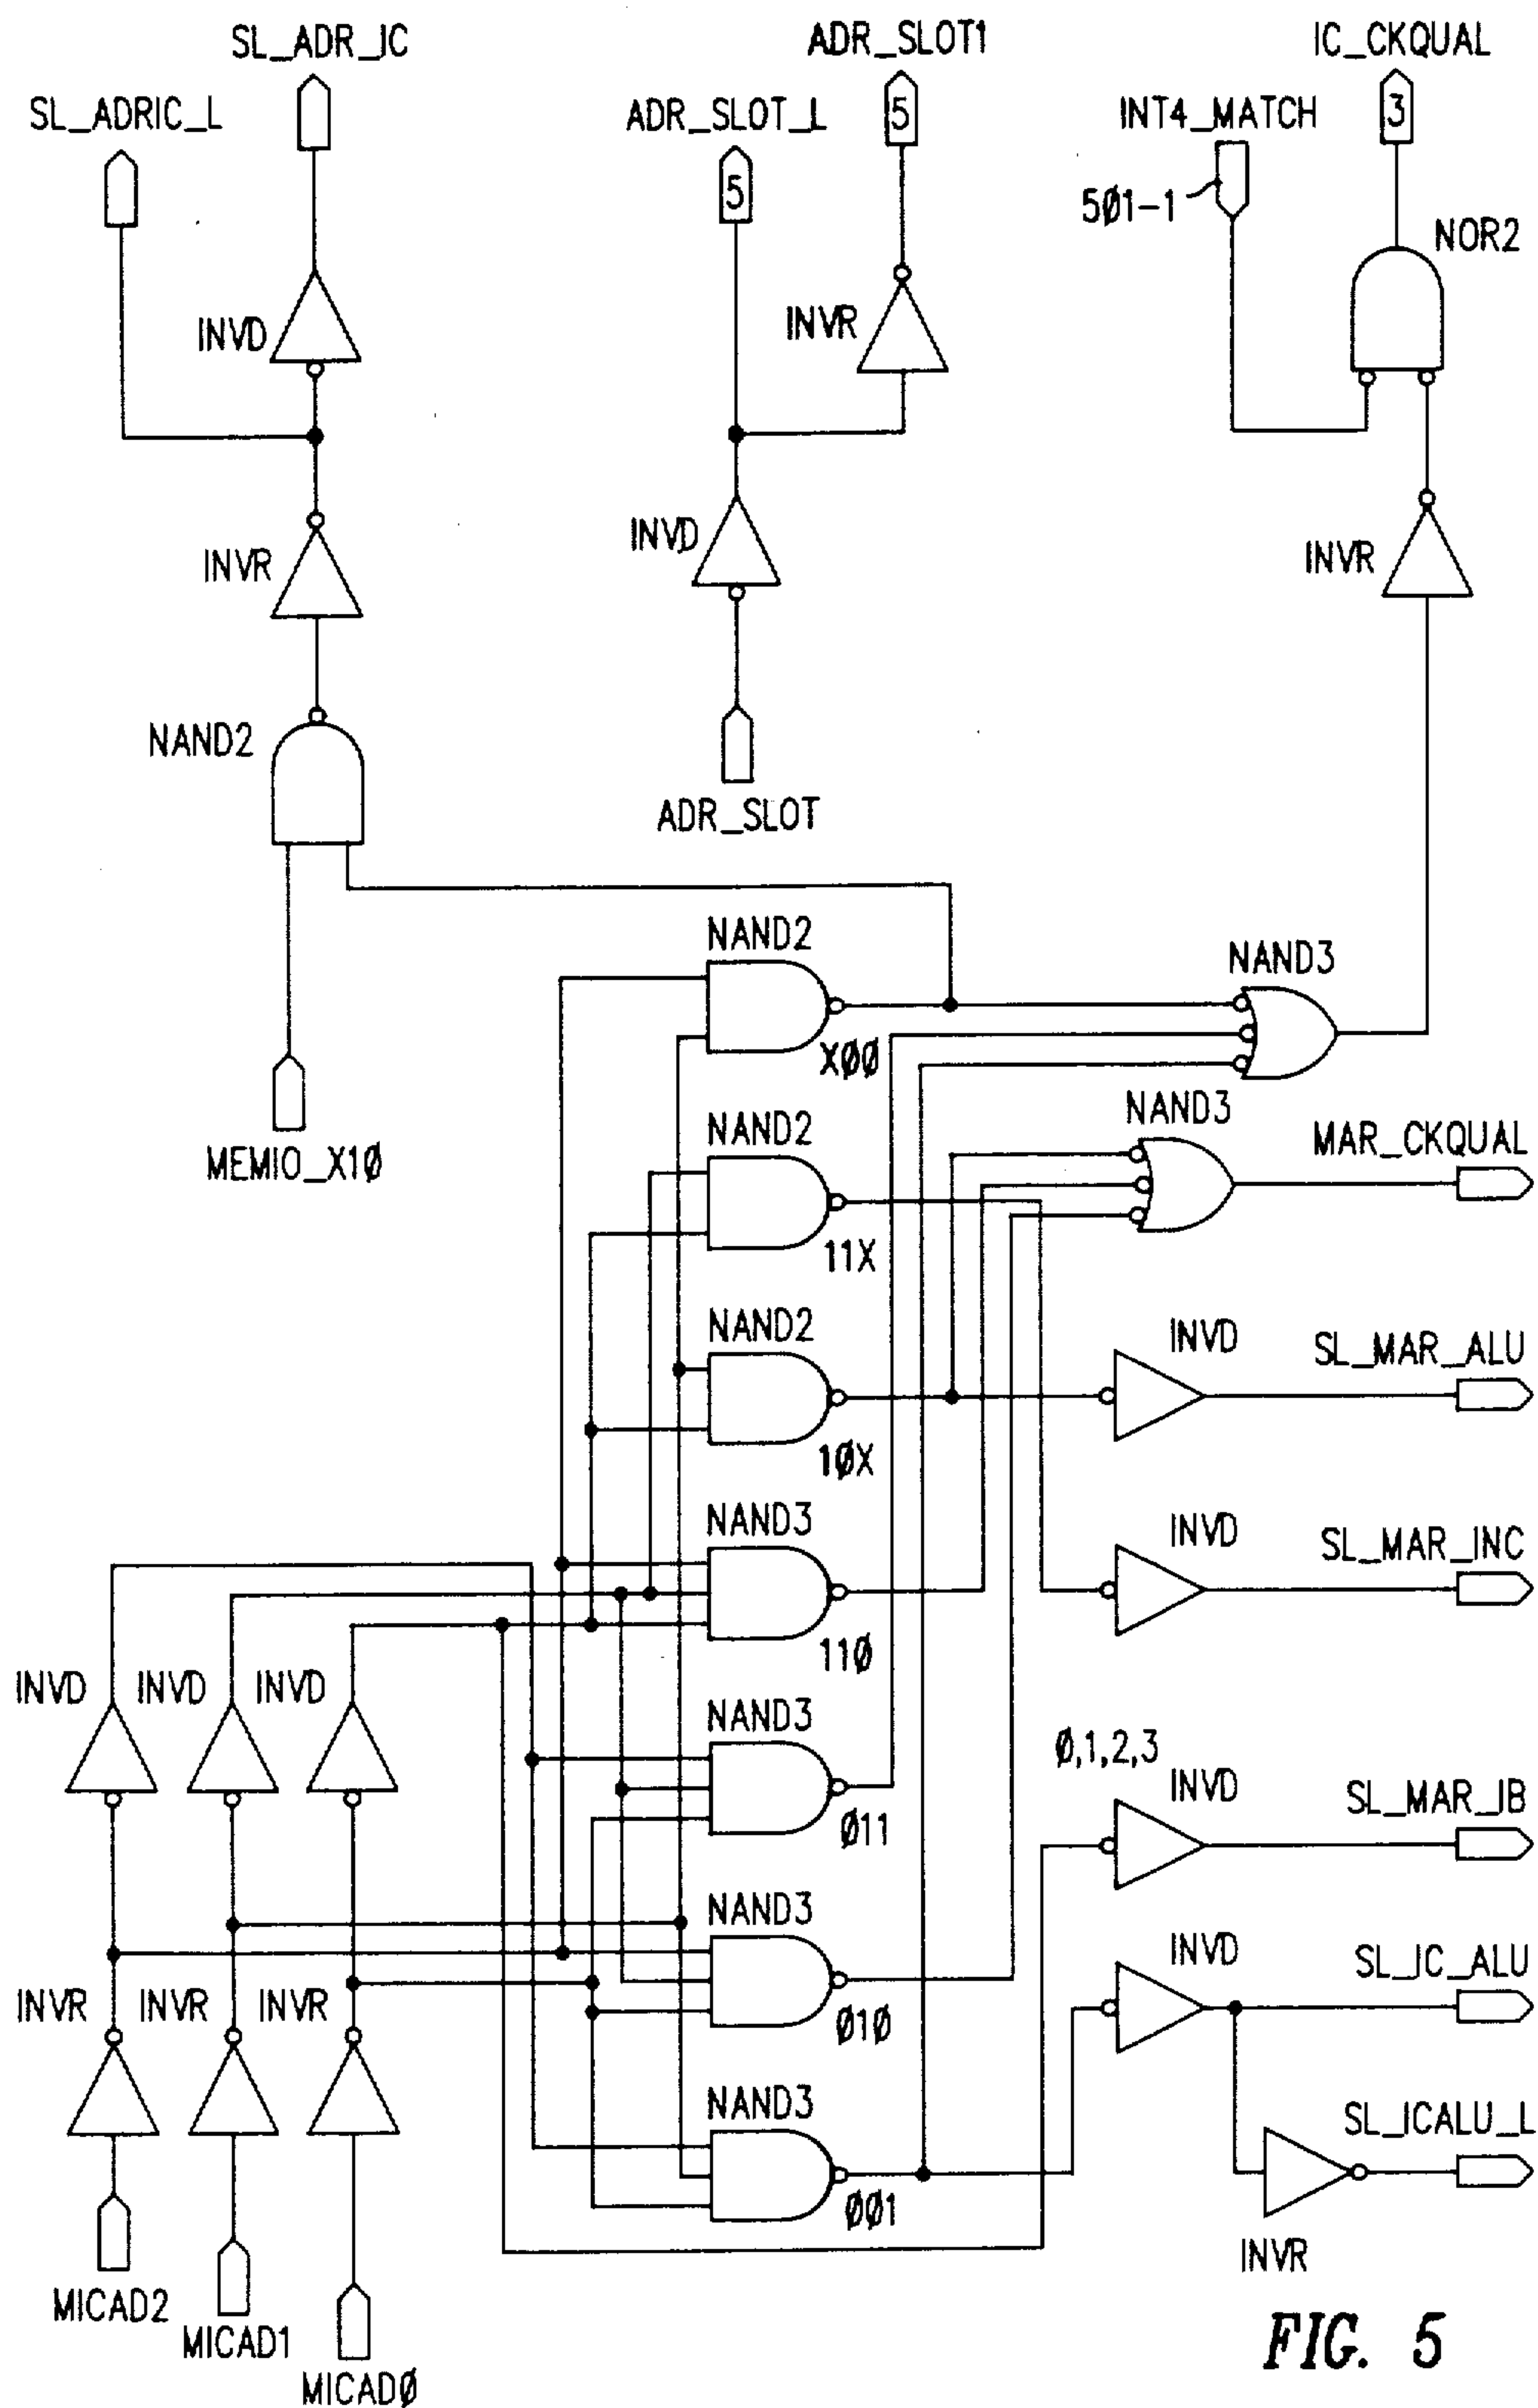 SL_ADR_IC
ADR_SLOT1
IC_CKQUAL
SL_ADRIC_L
ADR_SLOT_L
5
INT4_MATCH
3
5
5Ø1-1
NOR2
INVD
INVR
INVR
INVD
INVR
NAND2
ADR_SLOT
NAND2
NAND3
XØØ
MEMIO_X1Ø
NAND2
NAND3
MAR_CKQUAL
11X
NAND2
INVD
SL_MAR_ALU
1ØX
NAND3
INVD
SL_MAR_INC
11Ø
INVD
INVD
INVD
NAND3
Ø,1,2,3
INVD
SL_MAR_IB
Ø11
NAND3
INVD
SL_IC_ALU
INVR
INVR
INVR
Ø1Ø
NAND3
SL_ICALU_L
ØØ1
INVR
MICAD2
MICAD1
MICADØ
FIG. 5